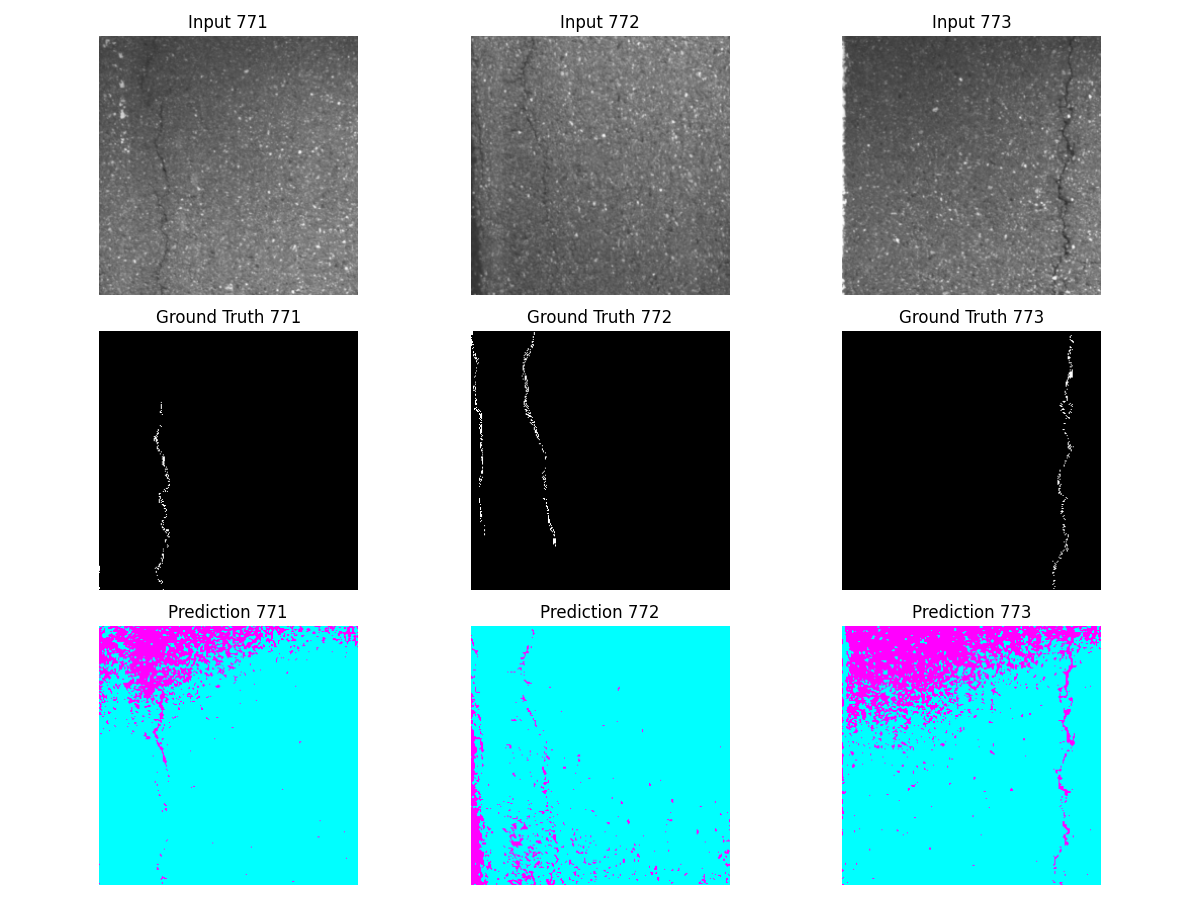 Input 771
Input 772
Input 773
Ground Truth 771
Ground Truth 772
Ground Truth 773
Prediction 771
Prediction 772
Prediction 773